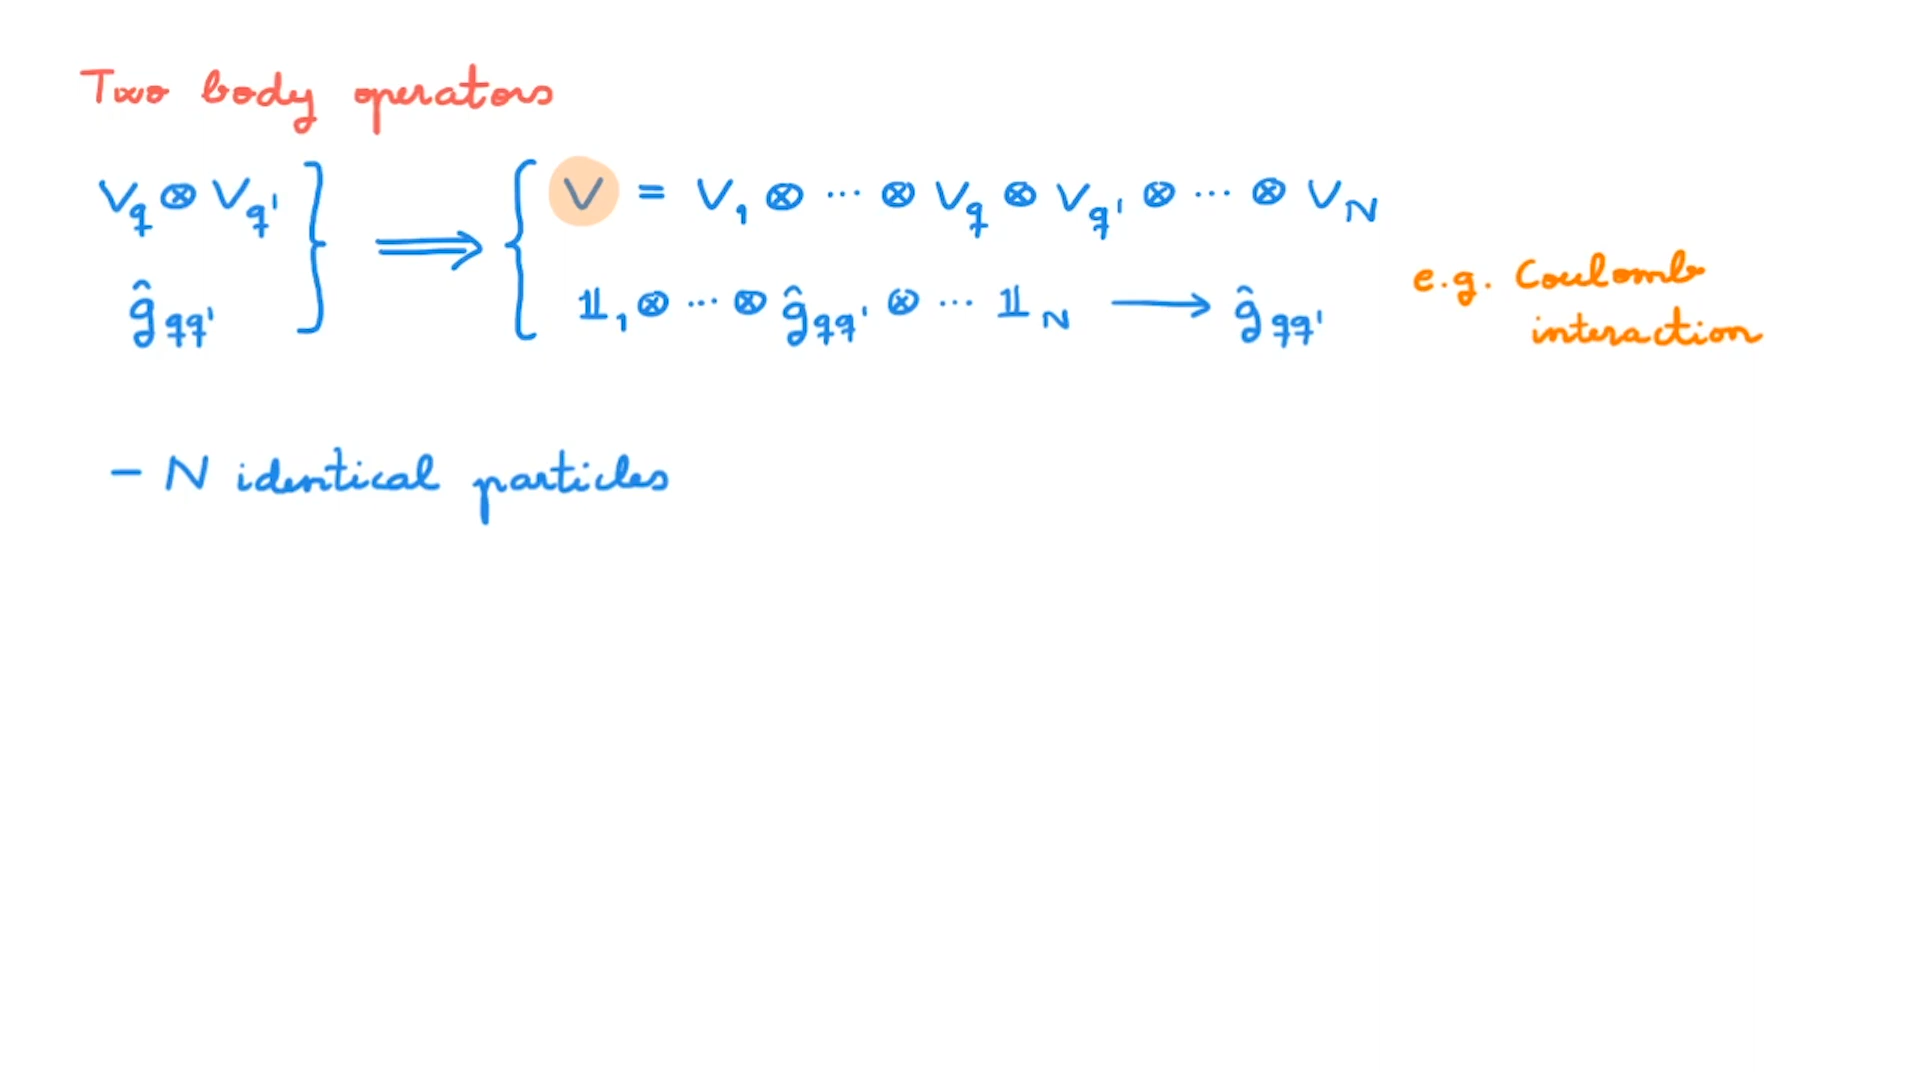 Two body operators
V_q ⊗ V_q' } ⟹ { V = V_1 ⊗ ⋯ ⊗ V_q ⊗ V_q' ⊗ ⋯ ⊗ V_N
ĝ_qq' 𝟙_1 ⊗ ⋯ ⊗ ĝ_qq' ⊗ ⋯ 𝟙_N ⟶ ĝ_qq'
e.g. Coulomb
interaction
– N identical particles